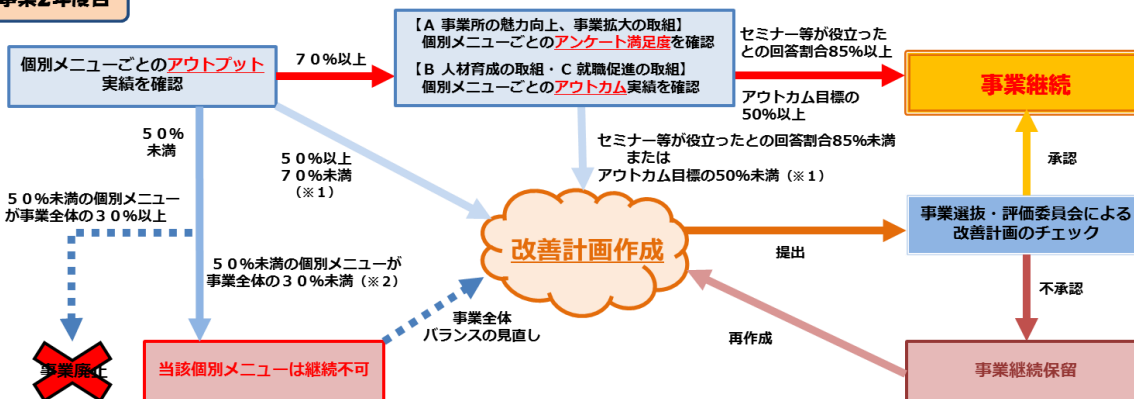 事業2年度目
個別メニューごとのアウトプット
実績を確認
70%以上
【A 事業所の魅力向上、事業拡大の取組】
個別メニューごとのアンケート満足度を確認
【B 人材育成の取組・C 就職促進の取組】
個別メニューごとのアウトカム実績を確認
セミナー等が役立った
との回答割合85%以上
アウトカム目標の
50%以上
事業継続
50%
未満
50%以上
70%未満
(※1)
セミナー等が役立ったとの回答割合85%未満
または
アウトカム目標の50%未満(※1)
承認
50%未満の個別メニュー
が事業全体の30%以上
事業選抜・評価委員会による
改善計画のチェック
改善計画作成
提出
50%未満の個別メニューが
事業全体の30%未満(※2)
不承認
事業全体
バランスの見直し
再作成
事業廃止
当該個別メニューは継続不可
事業継続保留